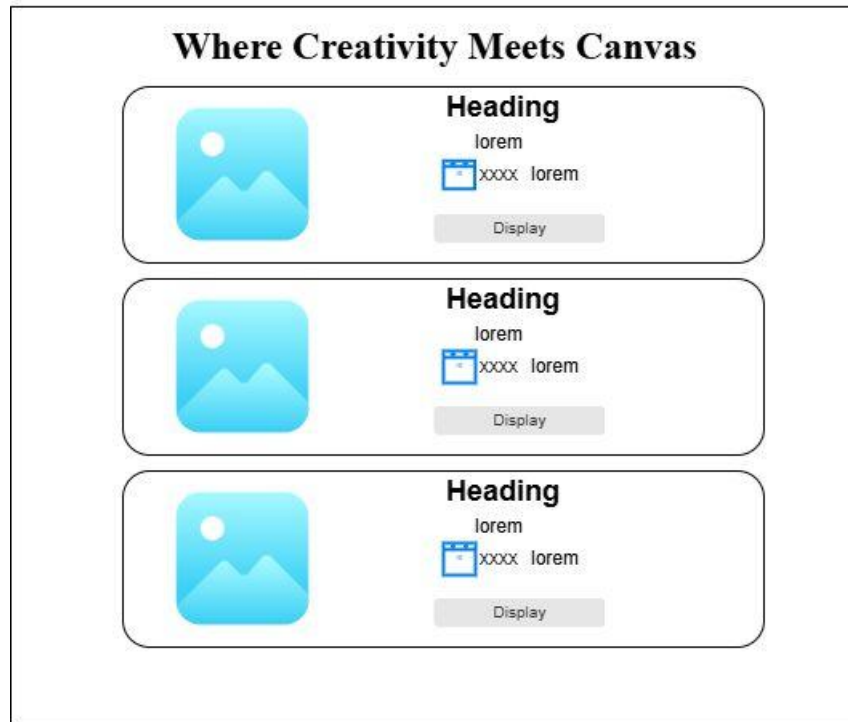 Where Creativity Meets Canvas
Heading
lorem
xxxx lorem
Display
Heading
lorem
xxxx lorem
Display
Heading
lorem
xxxx lorem
Display